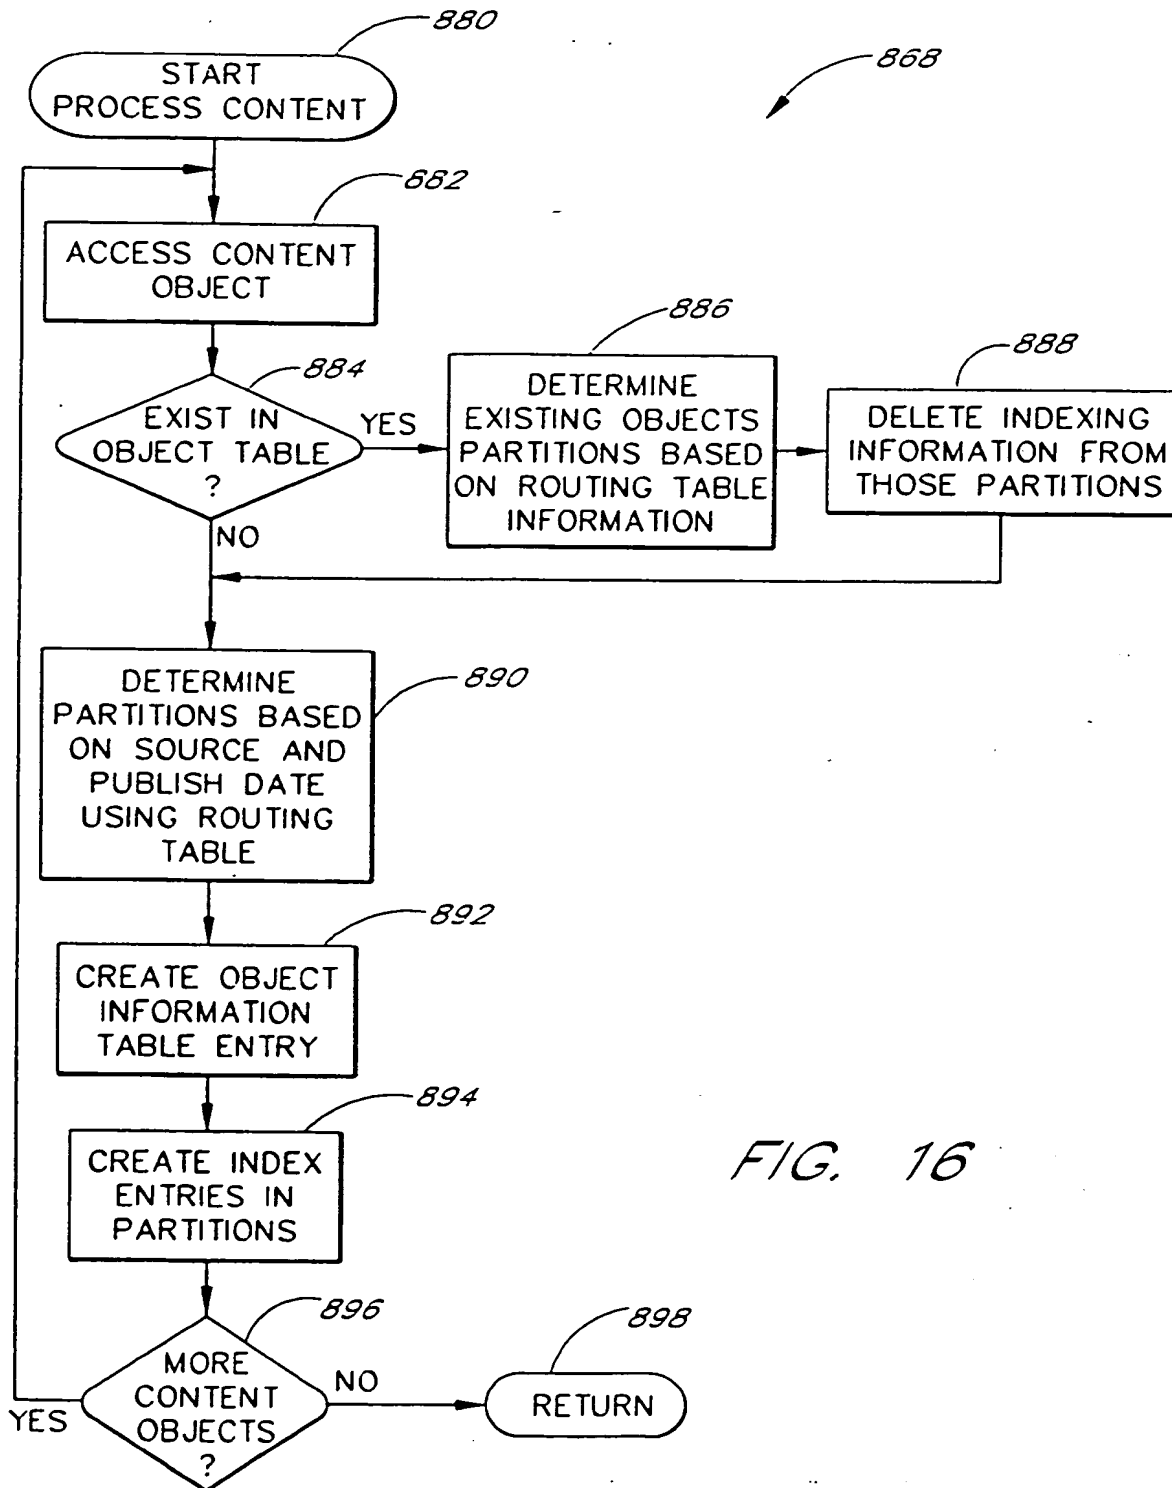 880
START
PROCESS CONTENT
868
882
ACCESS CONTENT
OBJECT
884
EXIST IN
OBJECT TABLE
?
YES
NO
886
DETERMINE
EXISTING OBJECTS
PARTITIONS BASED
ON ROUTING TABLE
INFORMATION
888
DELETE INDEXING
INFORMATION FROM
THOSE PARTITIONS
890
DETERMINE
PARTITIONS BASED
ON SOURCE AND
PUBLISH DATE
USING ROUTING
TABLE
892
CREATE OBJECT
INFORMATION
TABLE ENTRY
894
CREATE INDEX
ENTRIES IN
PARTITIONS
FIG. 16
896
MORE
CONTENT
OBJECTS
?
YES
NO
898
RETURN